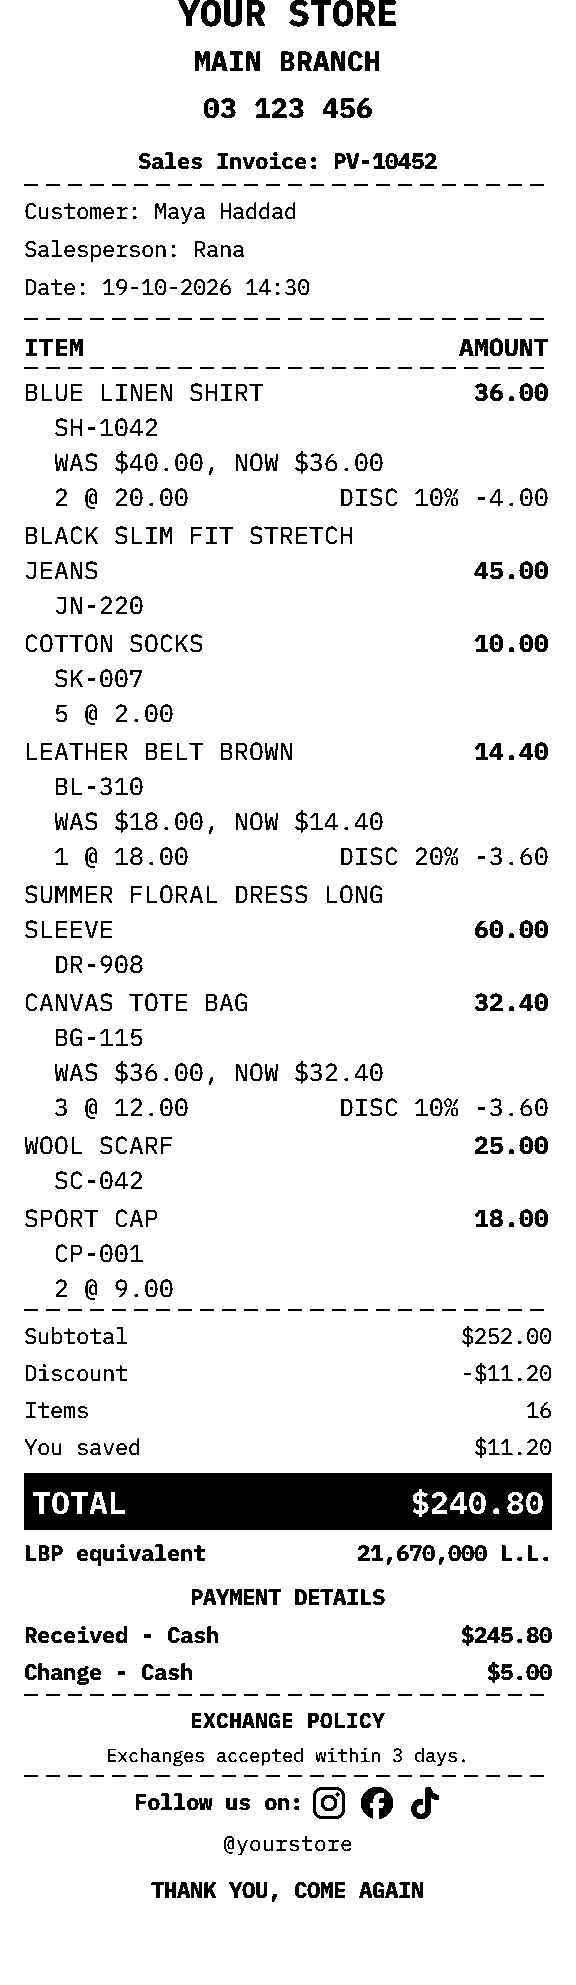 YOUR STORE
MAIN BRANCH
03 123 456
Sales Invoice: PV-10452
Customer: Maya Haddad
Salesperson: Rana
Date: 19-10-2026 14:30
ITEM AMOUNT
BLUE LINEN SHIRT 36.00
SH-1042
WAS $40.00, NOW $36.00
2 @ 20.00 DISC 10% -4.00
BLACK SLIM FIT STRETCH
JEANS 45.00
JN-220
COTTON SOCKS 10.00
SK-007
5 @ 2.00
LEATHER BELT BROWN 14.40
BL-310
WAS $18.00, NOW $14.40
1 @ 18.00 DISC 20% -3.60
SUMMER FLORAL DRESS LONG
SLEEVE 60.00
DR-908
CANVAS TOTE BAG 32.40
BG-115
WAS $36.00, NOW $32.40
3 @ 12.00 DISC 10% -3.60
WOOL SCARF 25.00
SC-042
SPORT CAP 18.00
CP-001
2 @ 9.00
Subtotal $252.00
Discount -$11.20
Items 16
You saved $11.20
TOTAL $240.80
LBP equivalent 21,670,000 L.L.
PAYMENT DETAILS
Received - Cash $245.80
Change - Cash $5.00
EXCHANGE POLICY
Exchanges accepted within 3 days.
Follow us on:
@yourstore
THANK YOU, COME AGAIN